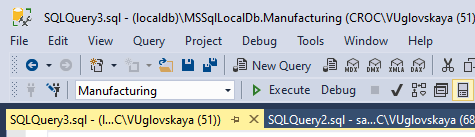 SQLQuery3.sql - (localdb)\MSSqlLocalDb.Manufacturing (CROC\VUglovskaya (51))
File Edit View Query Project Tools Window Help
New Query MDX DMX XMLA DAX
Manufacturing Execute Debug
SQLQuery3.sql - (l...C\VUglovskaya (51)) SQLQuery2.sql - sa...C\VUglovskaya (68